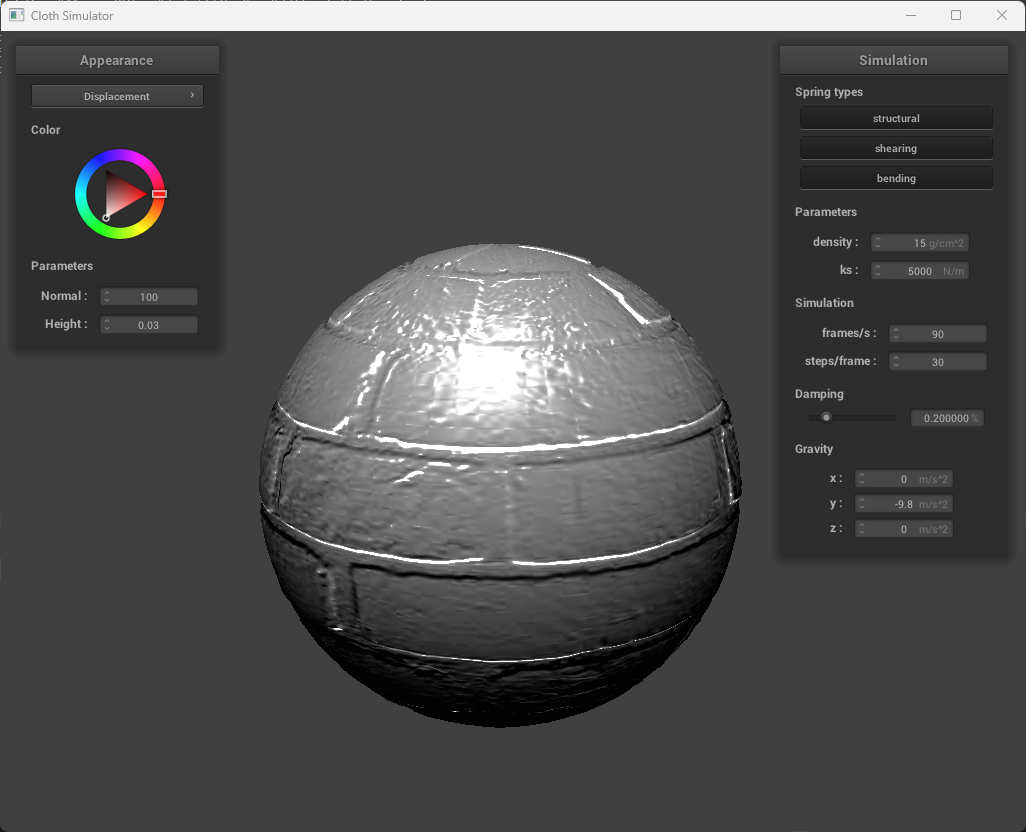 Cloth Simulator
Appearance
Displacement
Color
Parameters
Normal : 100
Height : 0.03
Simulation
Spring types
structural
shearing
bending
Parameters
density : 15 g/cm^2
ks : 5000 N/m
Simulation
frames/s : 90
steps/frame : 30
Damping
0.200000 %
Gravity
x : 0 m/s^2
y : -9.8 m/s^2
z : 0 m/s^2